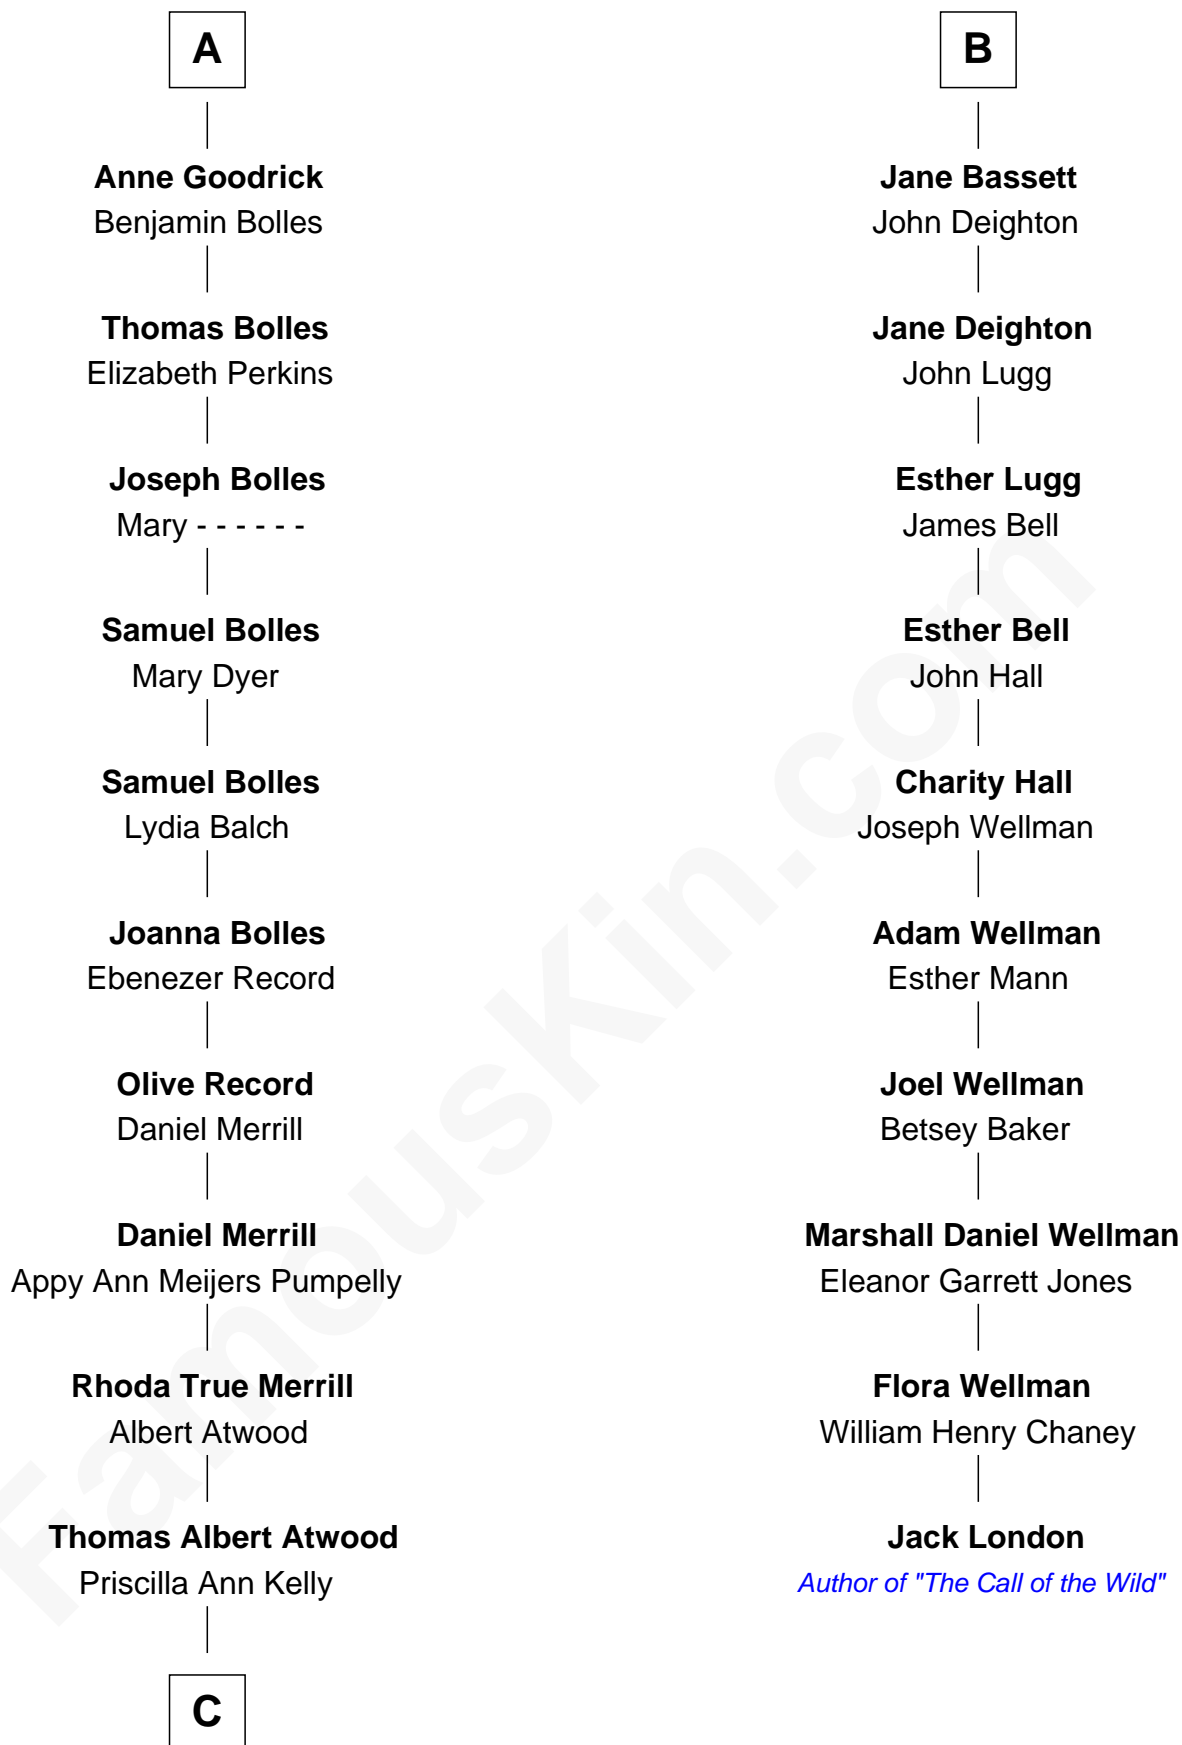 A
Anne Goodrick
Benjamin Bolles
Thomas Bolles
Elizabeth Perkins
Joseph Bolles
Mary - - - - - -
Samuel Bolles
Mary Dyer
Samuel Bolles
Lydia Balch
Joanna Bolles
Ebenezer Record
Olive Record
Daniel Merrill
Daniel Merrill
Appy Ann Meijers Pumpelly
Rhoda True Merrill
Albert Atwood
Thomas Albert Atwood
Priscilla Ann Kelly
C
B
Jane Bassett
John Deighton
Jane Deighton
John Lugg
Esther Lugg
James Bell
Esther Bell
John Hall
Charity Hall
Joseph Wellman
Adam Wellman
Esther Mann
Joel Wellman
Betsey Baker
Marshall Daniel Wellman
Eleanor Garrett Jones
Flora Wellman
William Henry Chaney
Jack London
Author of "The Call of the Wild"
FamousKin.com